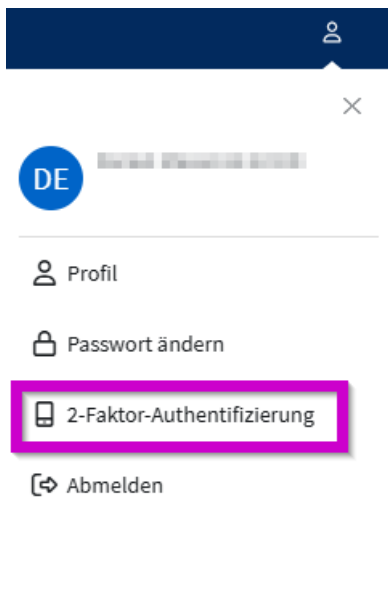 DE
Profil
Passwort ändern
2-Faktor-Authentifizierung
Abmelden